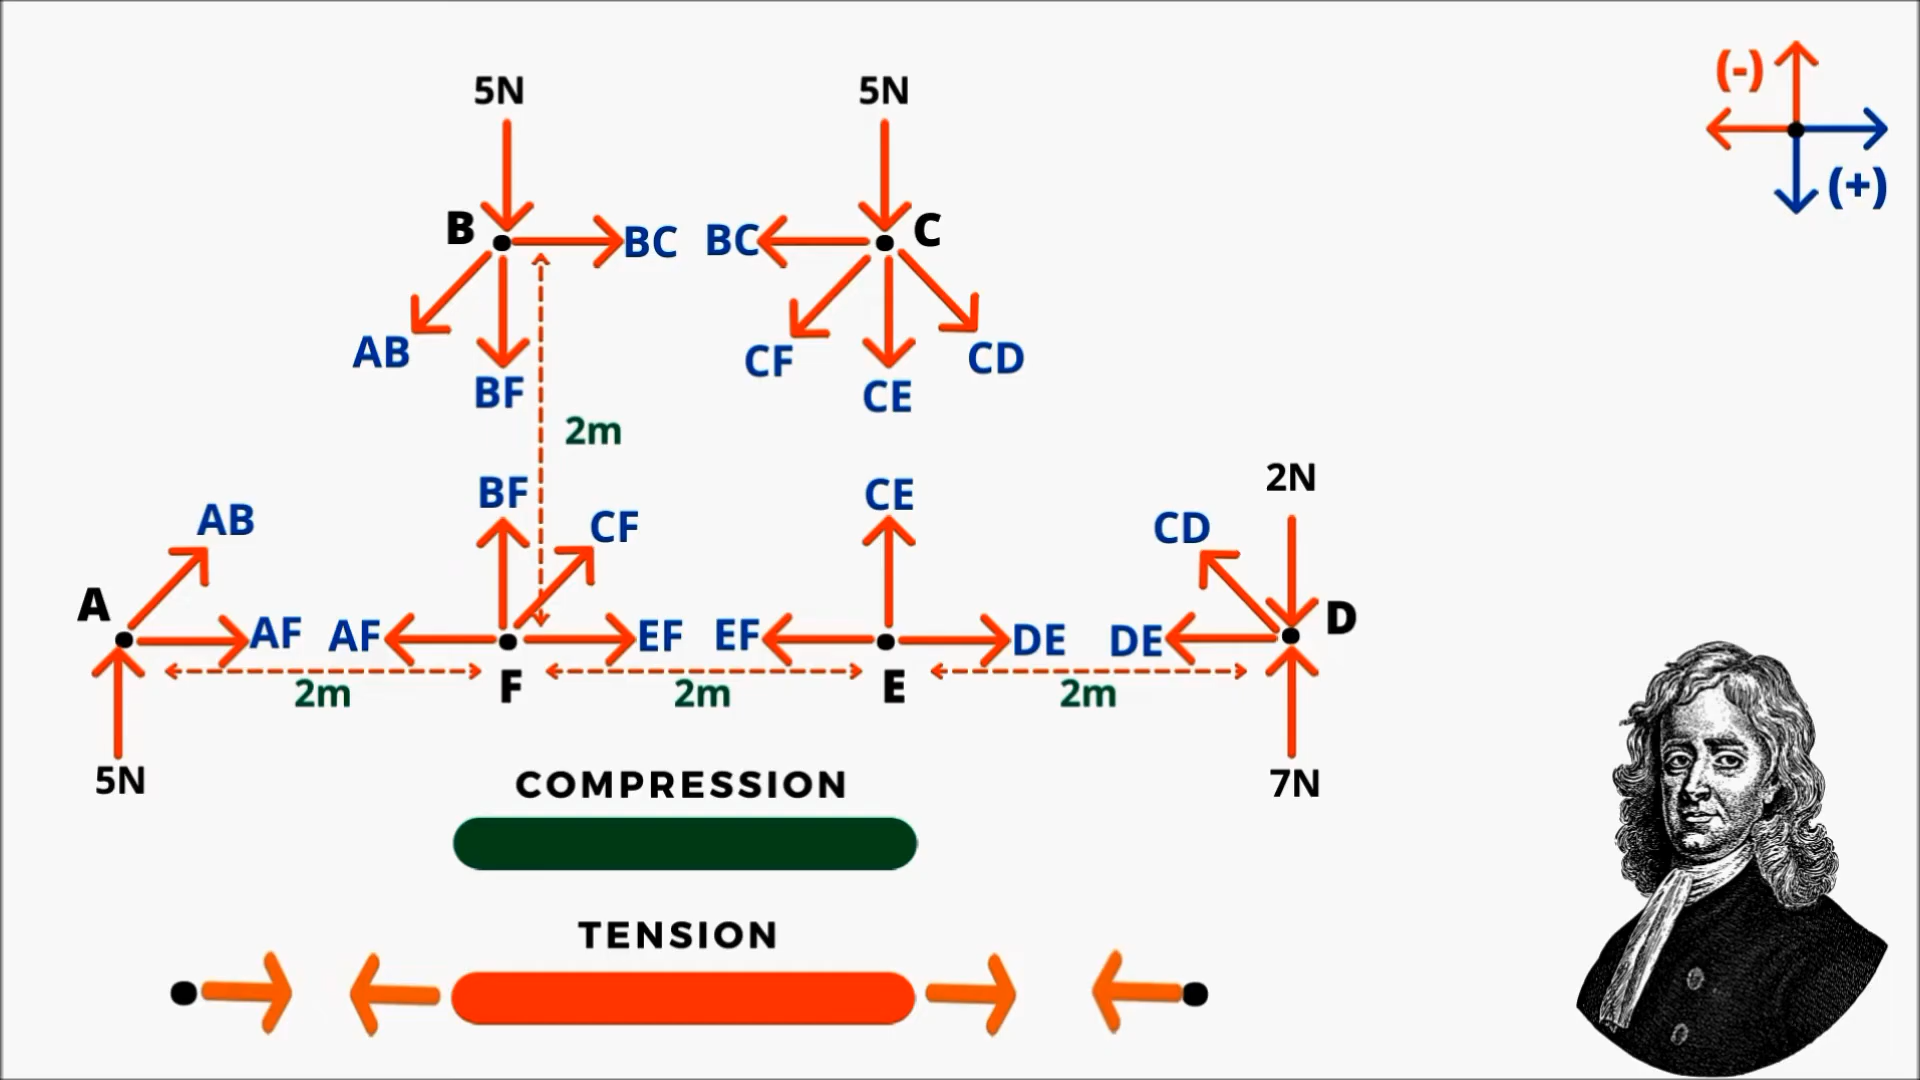 5N
5N
(-)
(+)
B
BC
BC
C
AB
BF
CF
CE
CD
2m
2N
AB
BF
CF
CE
CD
A
AF
AF
EF
EF
DE
DE
D
2m
F
2m
E
2m
5N
7N
COMPRESSION
TENSION